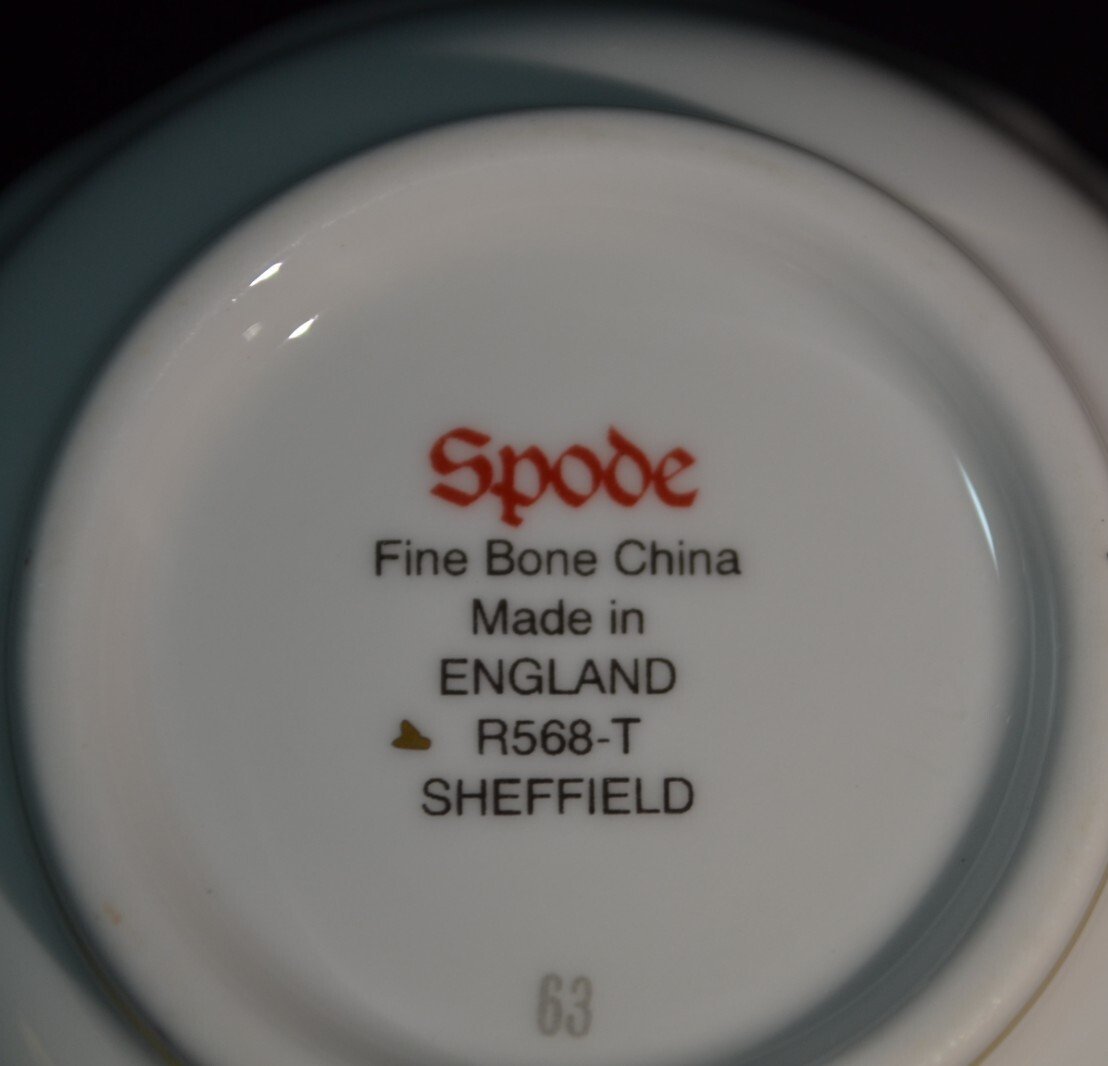 Spode
Fine Bone China
Made in
ENGLAND
R568-T
SHEFFIELD
63